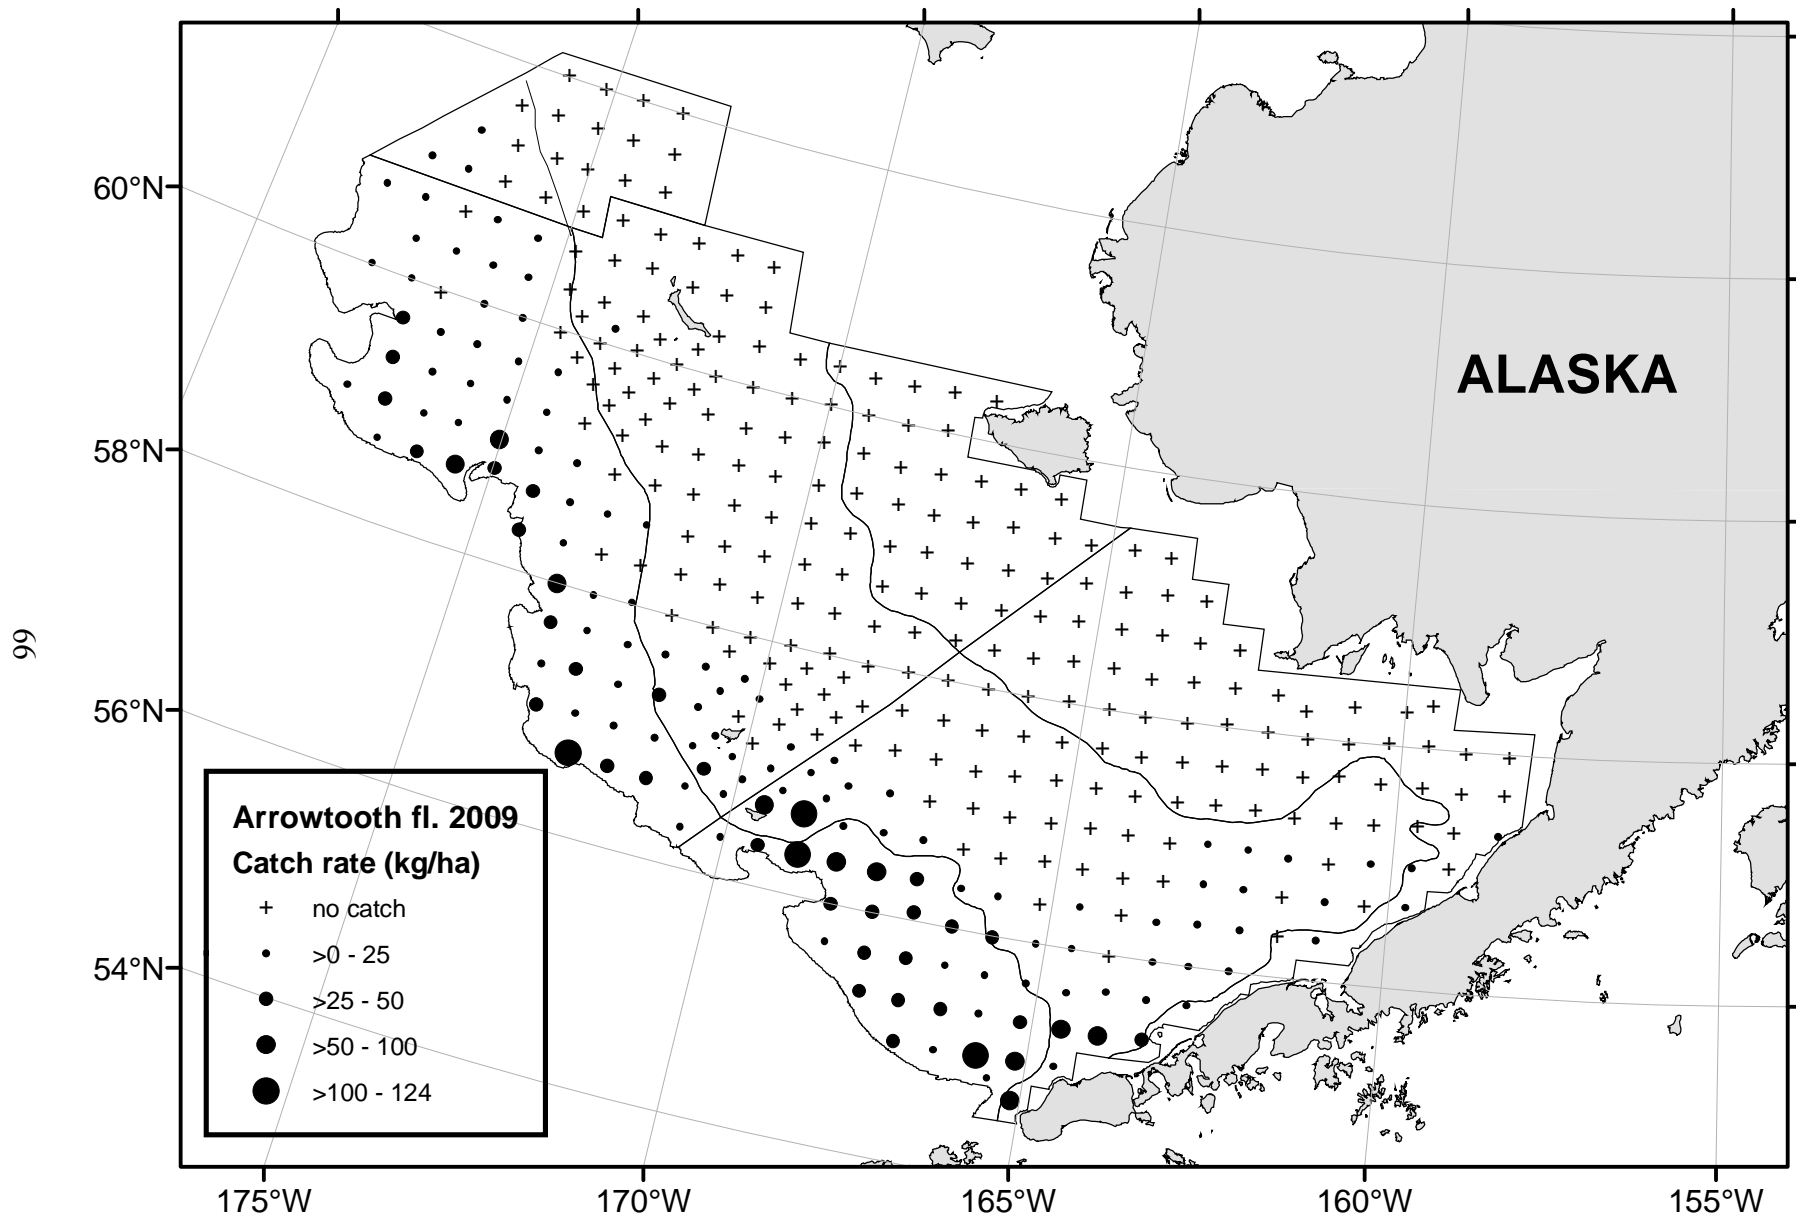 60°N
58°N
56°N
54°N
ALASKA
66
Arrowtooth fl. 2009
Catch rate (kg/ha)
no catch
>0 - 25
>25 - 50
>50 - 100
>100 - 124
175°W
170°W
165°W
160°W
155°W